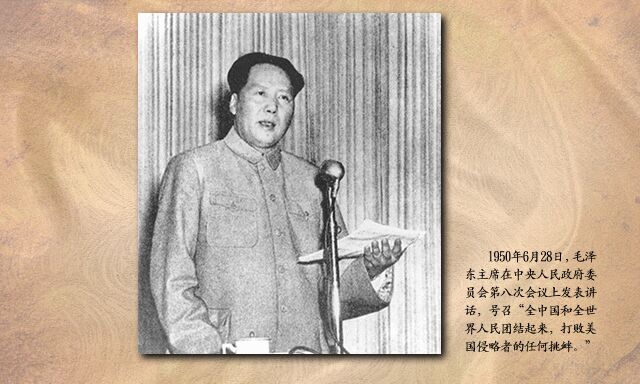 1950年6月28日，毛泽
东主席在中央人民政府委
员会第八次会议上发表讲
话，号召“全中国和全世
界人民团结起来，打败美
国侵略者的任何挑衅。”